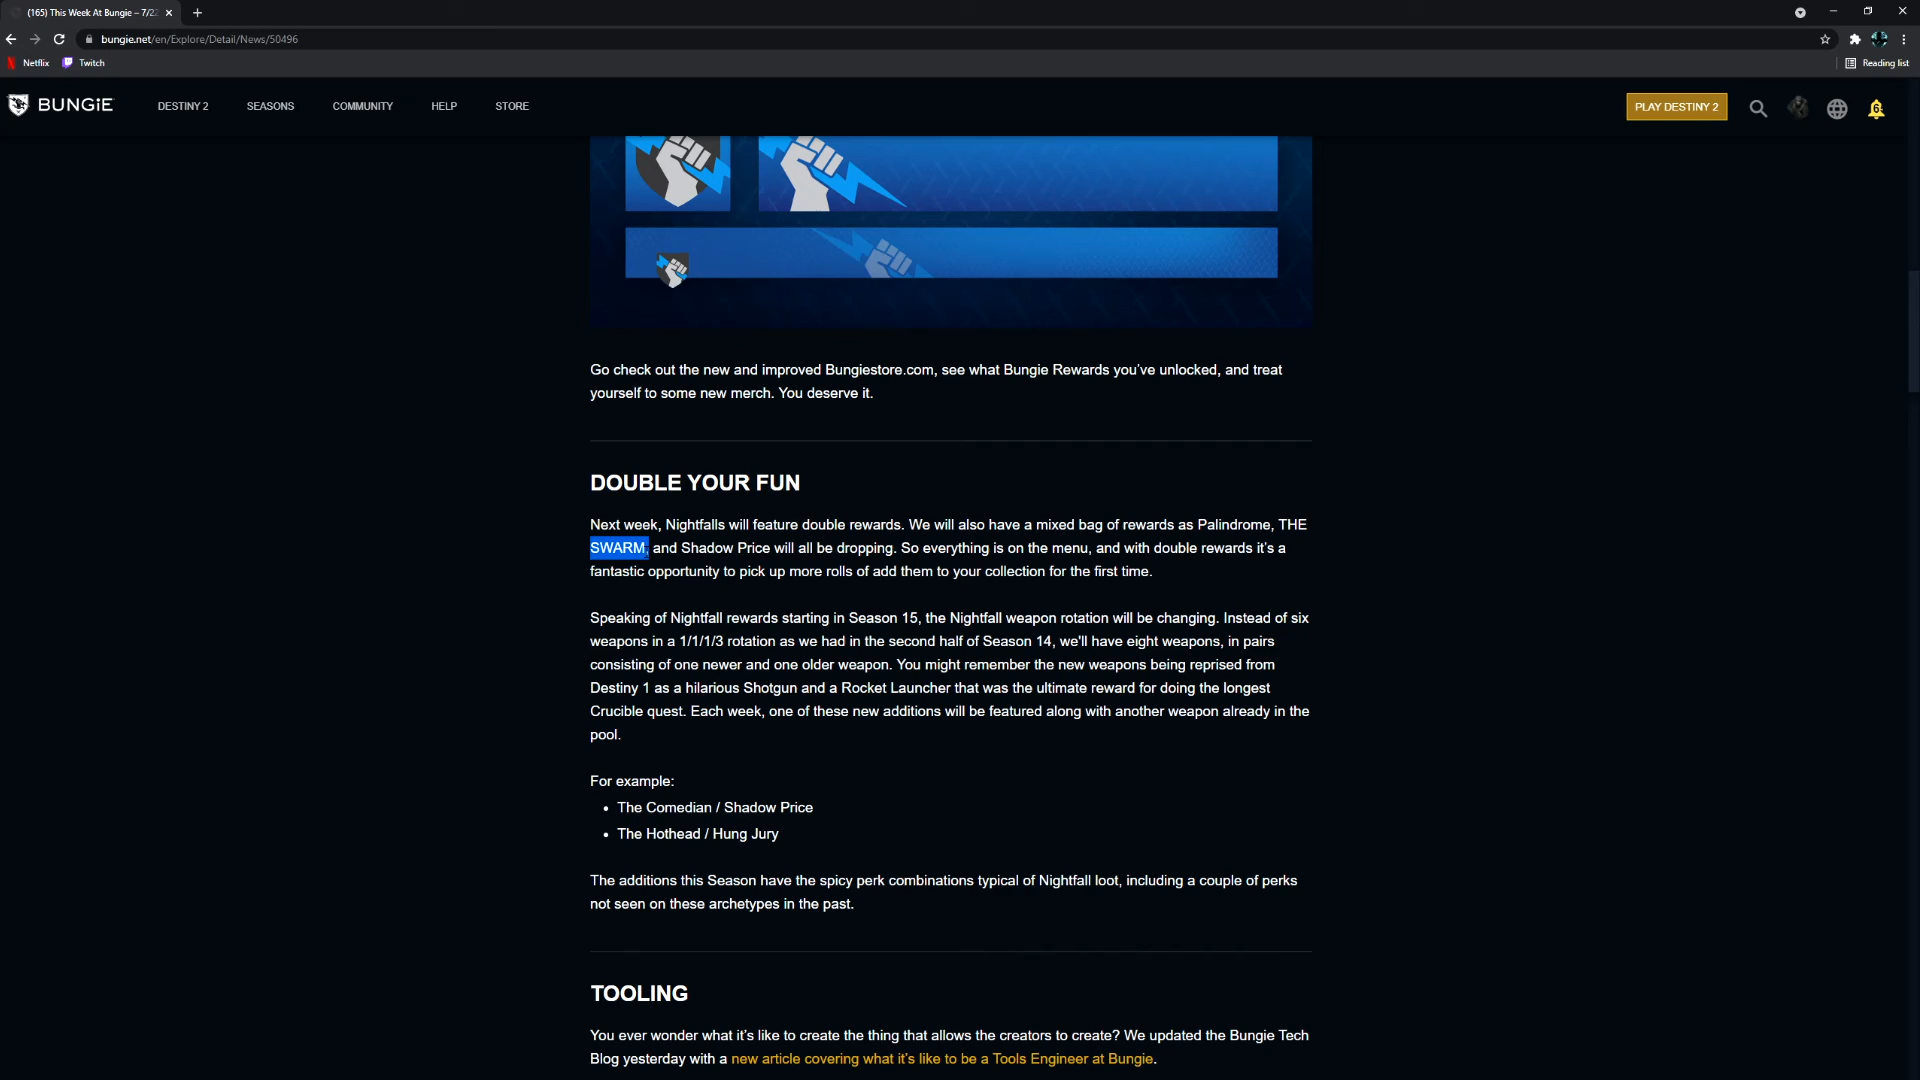 (165) This Week At Bungie – 7/22
bungie.net/en/Explore/Detail/News/50496
Netflix
Twitch
Reading list
BUNGiE
DESTINY 2
SEASONS
COMMUNITY
HELP
STORE
PLAY DESTINY 2
6
Go check out the new and improved Bungiestore.com, see what Bungie Rewards you've unlocked, and treat
yourself to some new merch. You deserve it.
DOUBLE YOUR FUN
Next week, Nightfalls will feature double rewards. We will also have a mixed bag of rewards as Palindrome, THE
SWARM, and Shadow Price will all be dropping. So everything is on the menu, and with double rewards it's a
fantastic opportunity to pick up more rolls of add them to your collection for the first time.
Speaking of Nightfall rewards starting in Season 15, the Nightfall weapon rotation will be changing. Instead of six
weapons in a 1/1/1/3 rotation as we had in the second half of Season 14, we'll have eight weapons, in pairs
consisting of one newer and one older weapon. You might remember the new weapons being reprised from
Destiny 1 as a hilarious Shotgun and a Rocket Launcher that was the ultimate reward for doing the longest
Crucible quest. Each week, one of these new additions will be featured along with another weapon already in the
pool.
For example:
• The Comedian / Shadow Price
• The Hothead / Hung Jury
The additions this Season have the spicy perk combinations typical of Nightfall loot, including a couple of perks
not seen on these archetypes in the past.
TOOLING
You ever wonder what it's like to create the thing that allows the creators to create? We updated the Bungie Tech
Blog yesterday with a new article covering what it's like to be a Tools Engineer at Bungie.